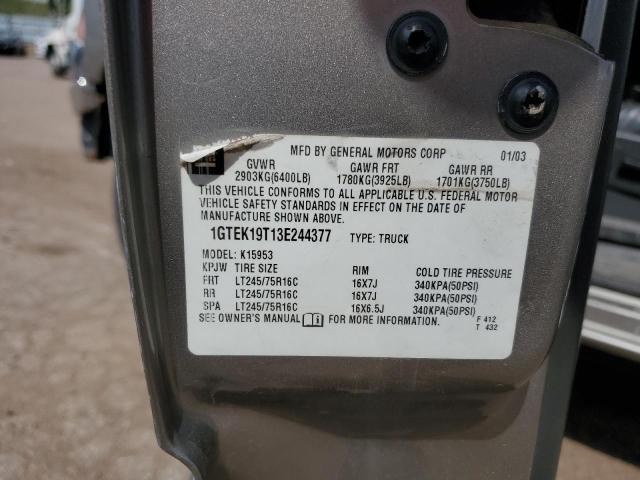 MFD BY GENERAL MOTORS CORP 01/03
GVWR GAWR FRT GAWR RR
2903KG(6400LB) 1780KG(3925LB) 1701KG(3750LB)
THIS VEHICLE CONFORMS TO ALL APPLICABLE U.S. FEDERAL MOTOR
VEHICLE SAFETY STANDARDS IN EFFECT ON THE DATE OF
MANUFACTURE SHOWN ABOVE.
1GTEK19T13E244377 TYPE: TRUCK
MODEL: K15953
KPJW TIRE SIZE RIM COLD TIRE PRESSURE
FRT LT245/75R16C 16X7J 340KPA(50PSI)
RR LT245/75R16C 16X7J 340KPA(50PSI)
SPA LT245/75R16C 16X6.5J 340KPA(50PSI)
SEE OWNER'S MANUAL FOR MORE INFORMATION. F 412
T 432